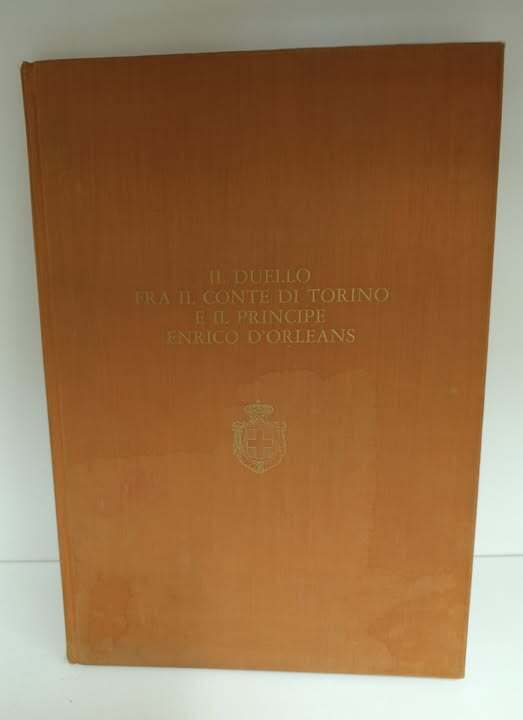 IL DUELLO
FRA IL CONTE DI TORINO
E IL PRINCIPE
ENRICO D'ORLEANS